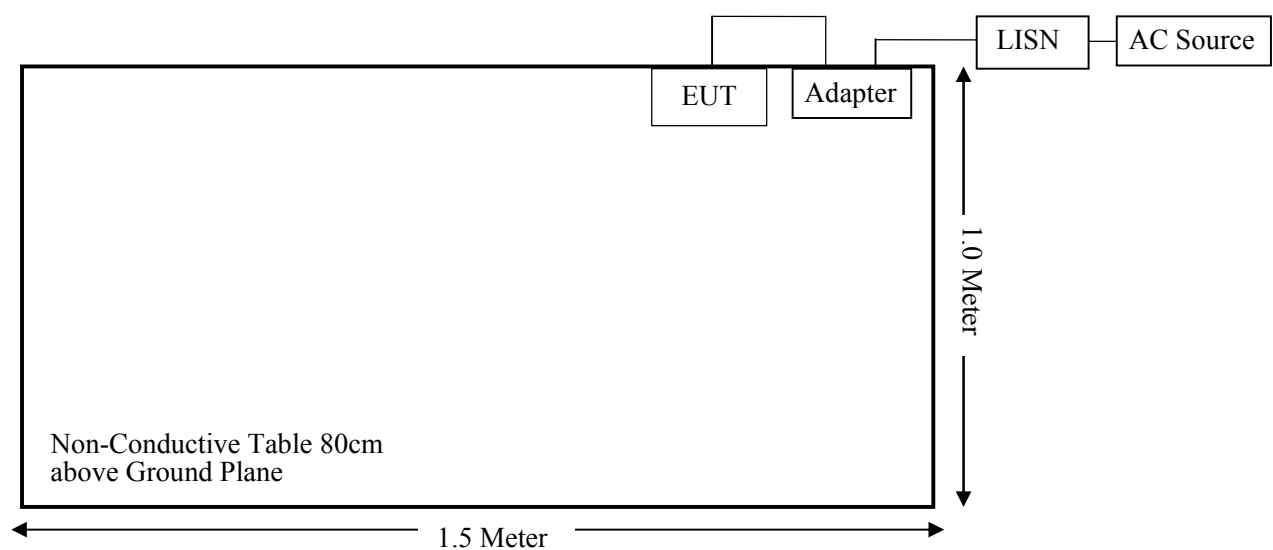 LISN
AC Source
EUT
Adapter
1.0 Meter
Non-Conductive Table 80cm
above Ground Plane
1.5 Meter